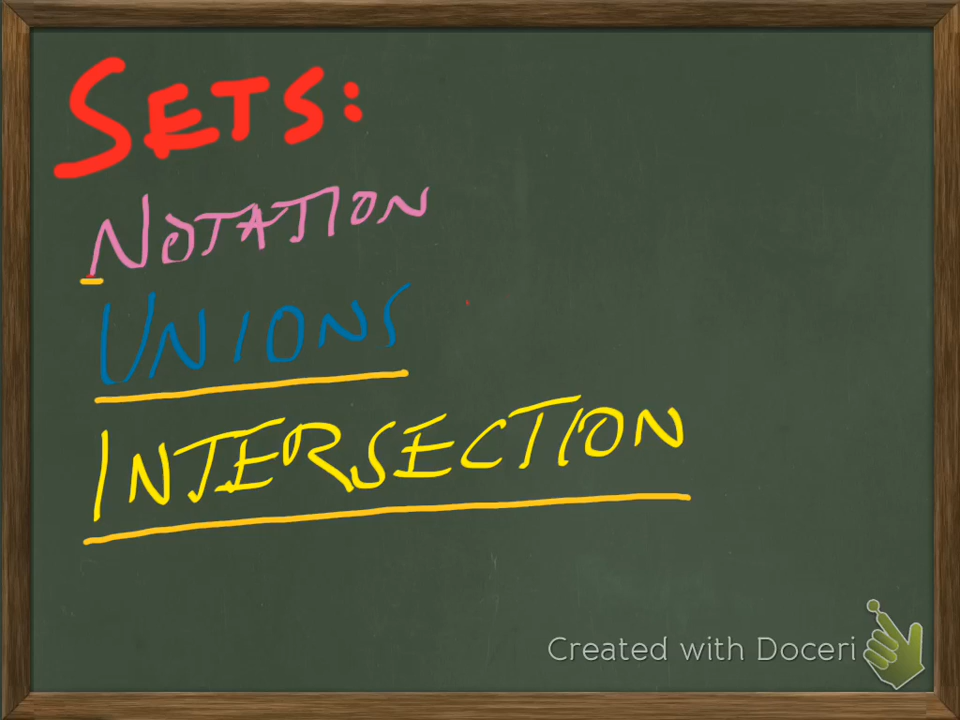 SETS:
NOTATION
UNIONS
INTERSECTION
Created with Doceri